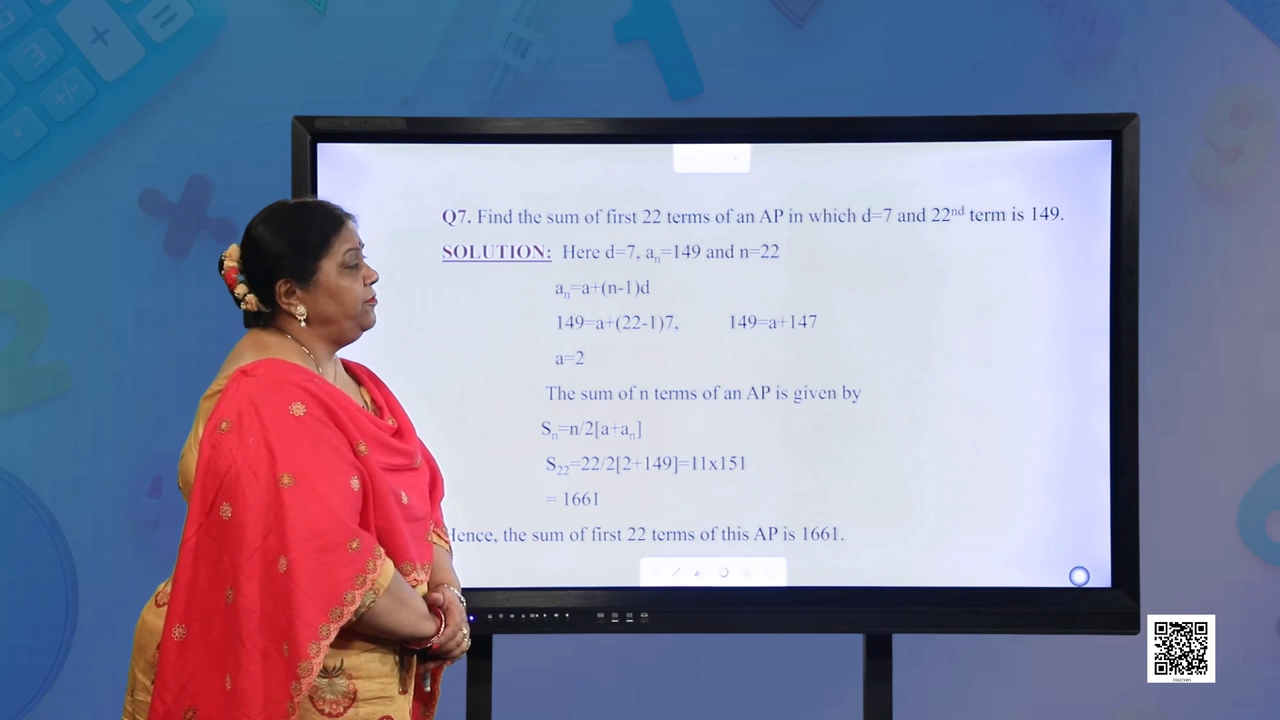 Q7. Find the sum of first 22 terms of an AP in which d=7 and 22nd term is 149.
SOLUTION: Here d=7, an=149 and n=22
an=a+(n-1)d
149=a+(22-1)7, 149=a+147
a=2
The sum of n terms of an AP is given by
Sn=n/2[a+an]
S22=22/2[2+149]=11x151
= 1661
Hence, the sum of first 22 terms of this AP is 1661.